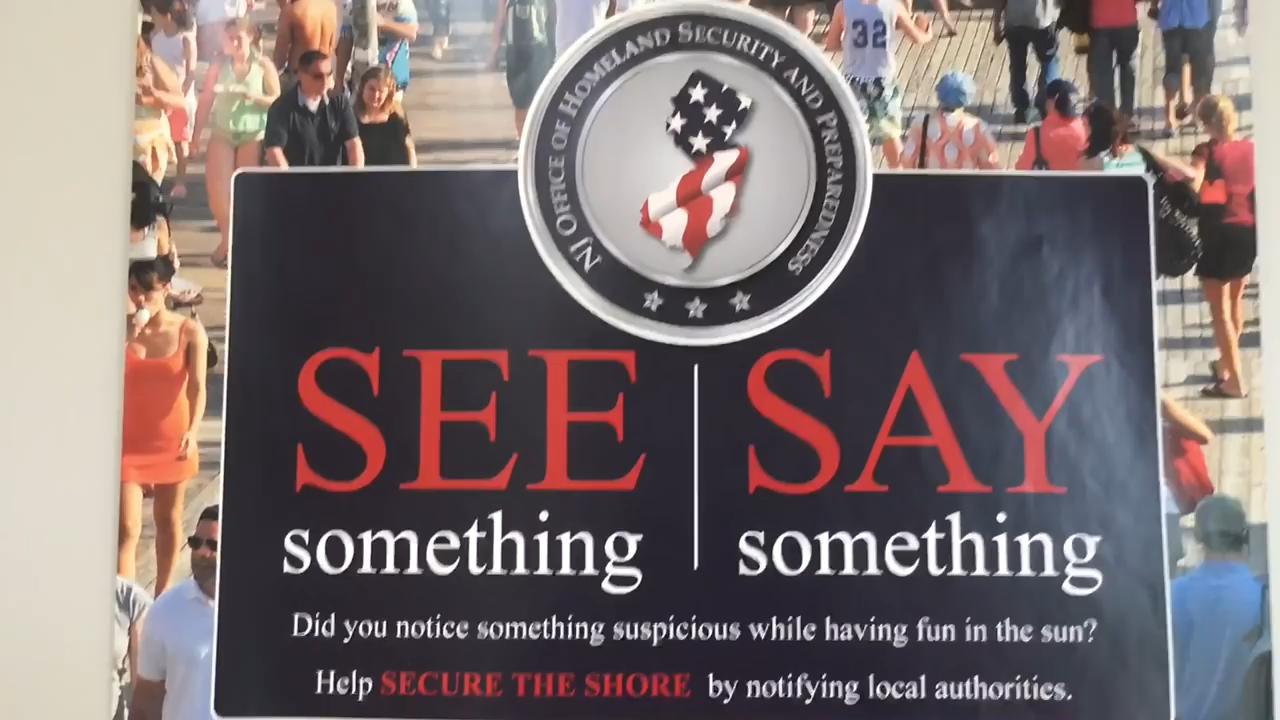 32
NJ OFFICE OF HOMELAND SECURITY AND PREPAREDNESS
SEE | SAY
something | something
Did you notice something suspicious while having fun in the sun?
Help SECURE THE SHORE by notifying local authorities.